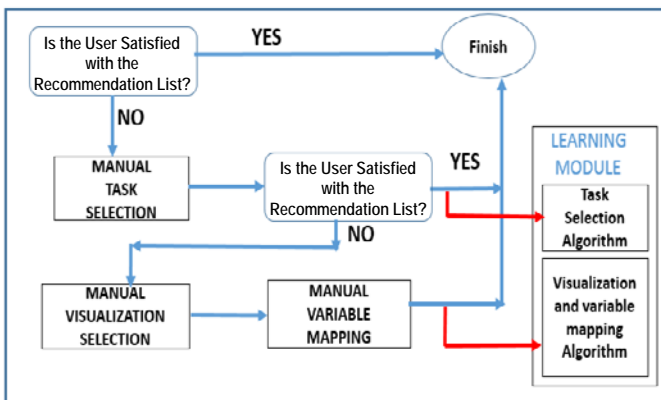 Is the User Satisfied
with the
Recommendation List?
YES
Finish
NO
MANUAL
TASK
SELECTION
Is the User Satisfied
with the
Recommendation List?
YES
NO
LEARNING
MODULE
Task
Selection
Algorithm
MANUAL
VISUALIZATION
SELECTION
MANUAL
VARIABLE
MAPPING
Visualization
and variable
mapping
Algorithm